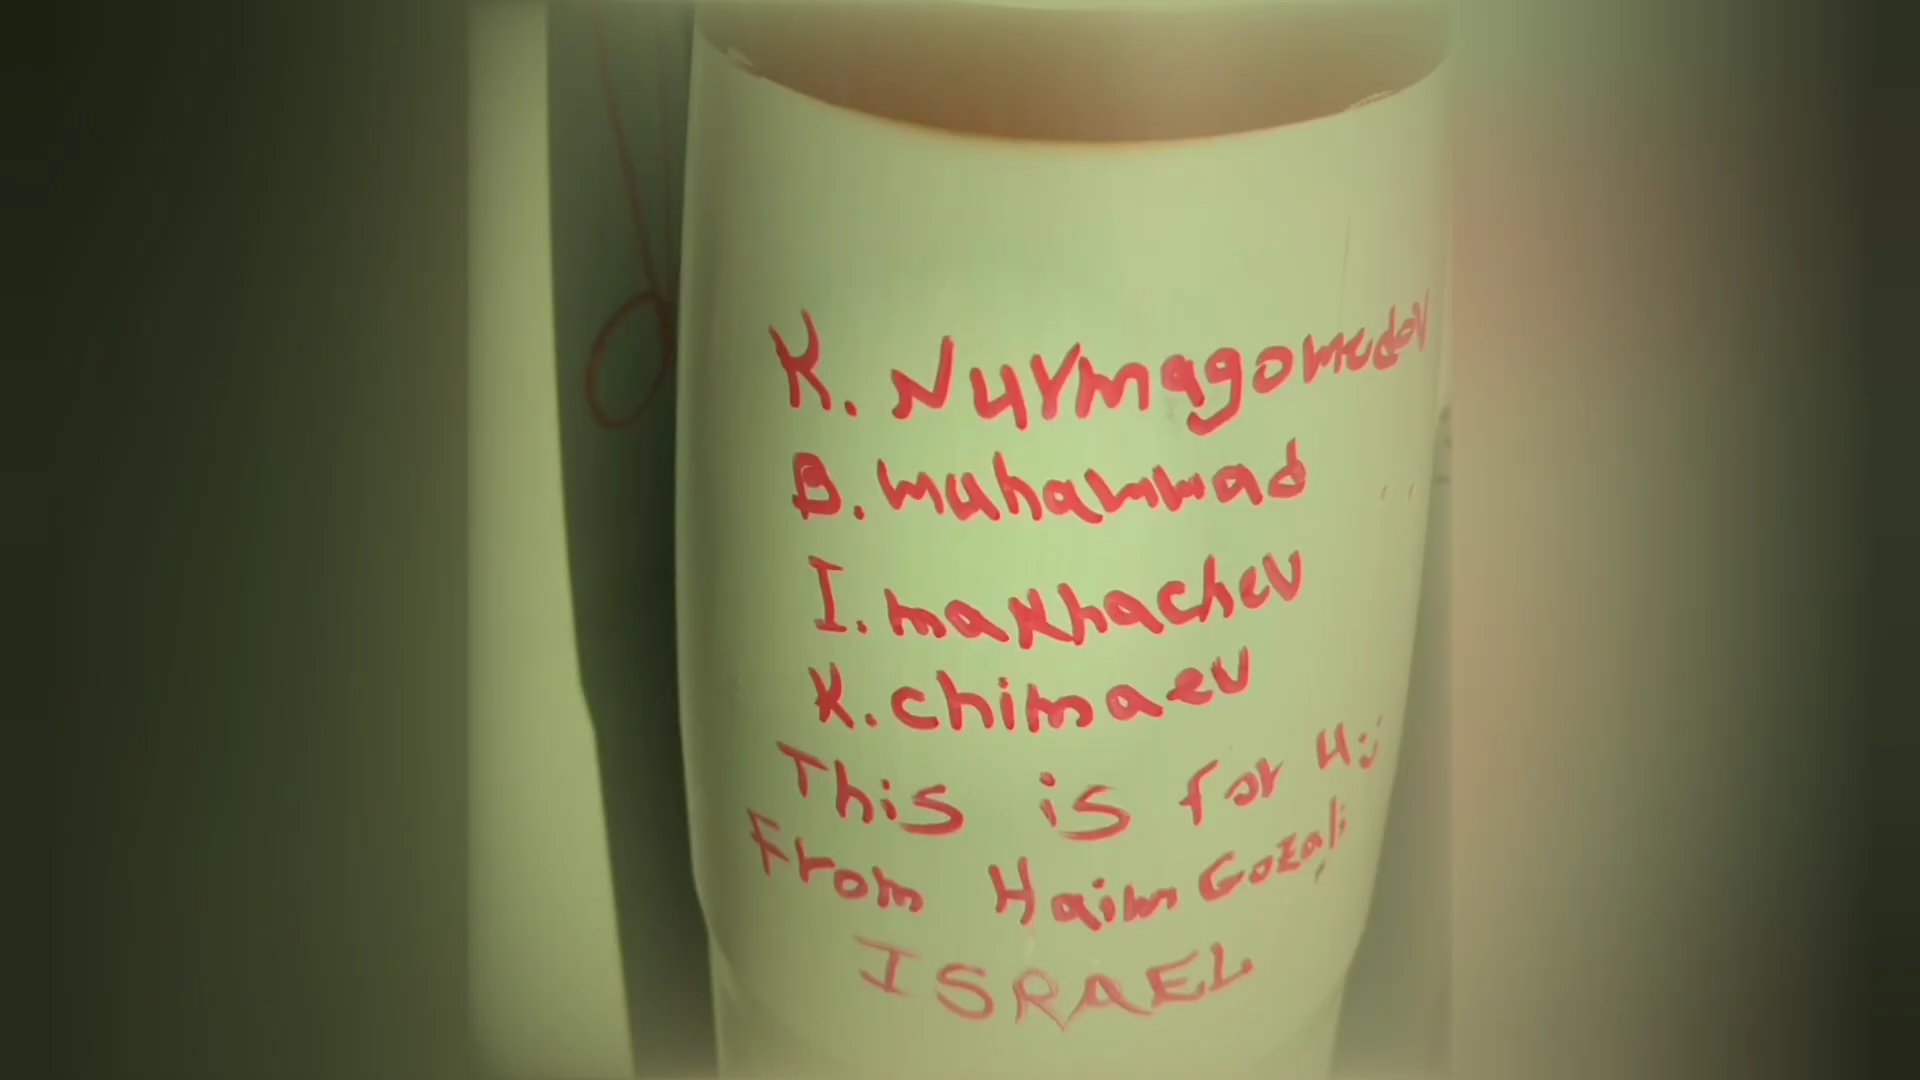 K. Nurmagomedov
B. muhammad
I. makhachev
K. chimaev
This is for
From Haim Gozali
ISRAEL